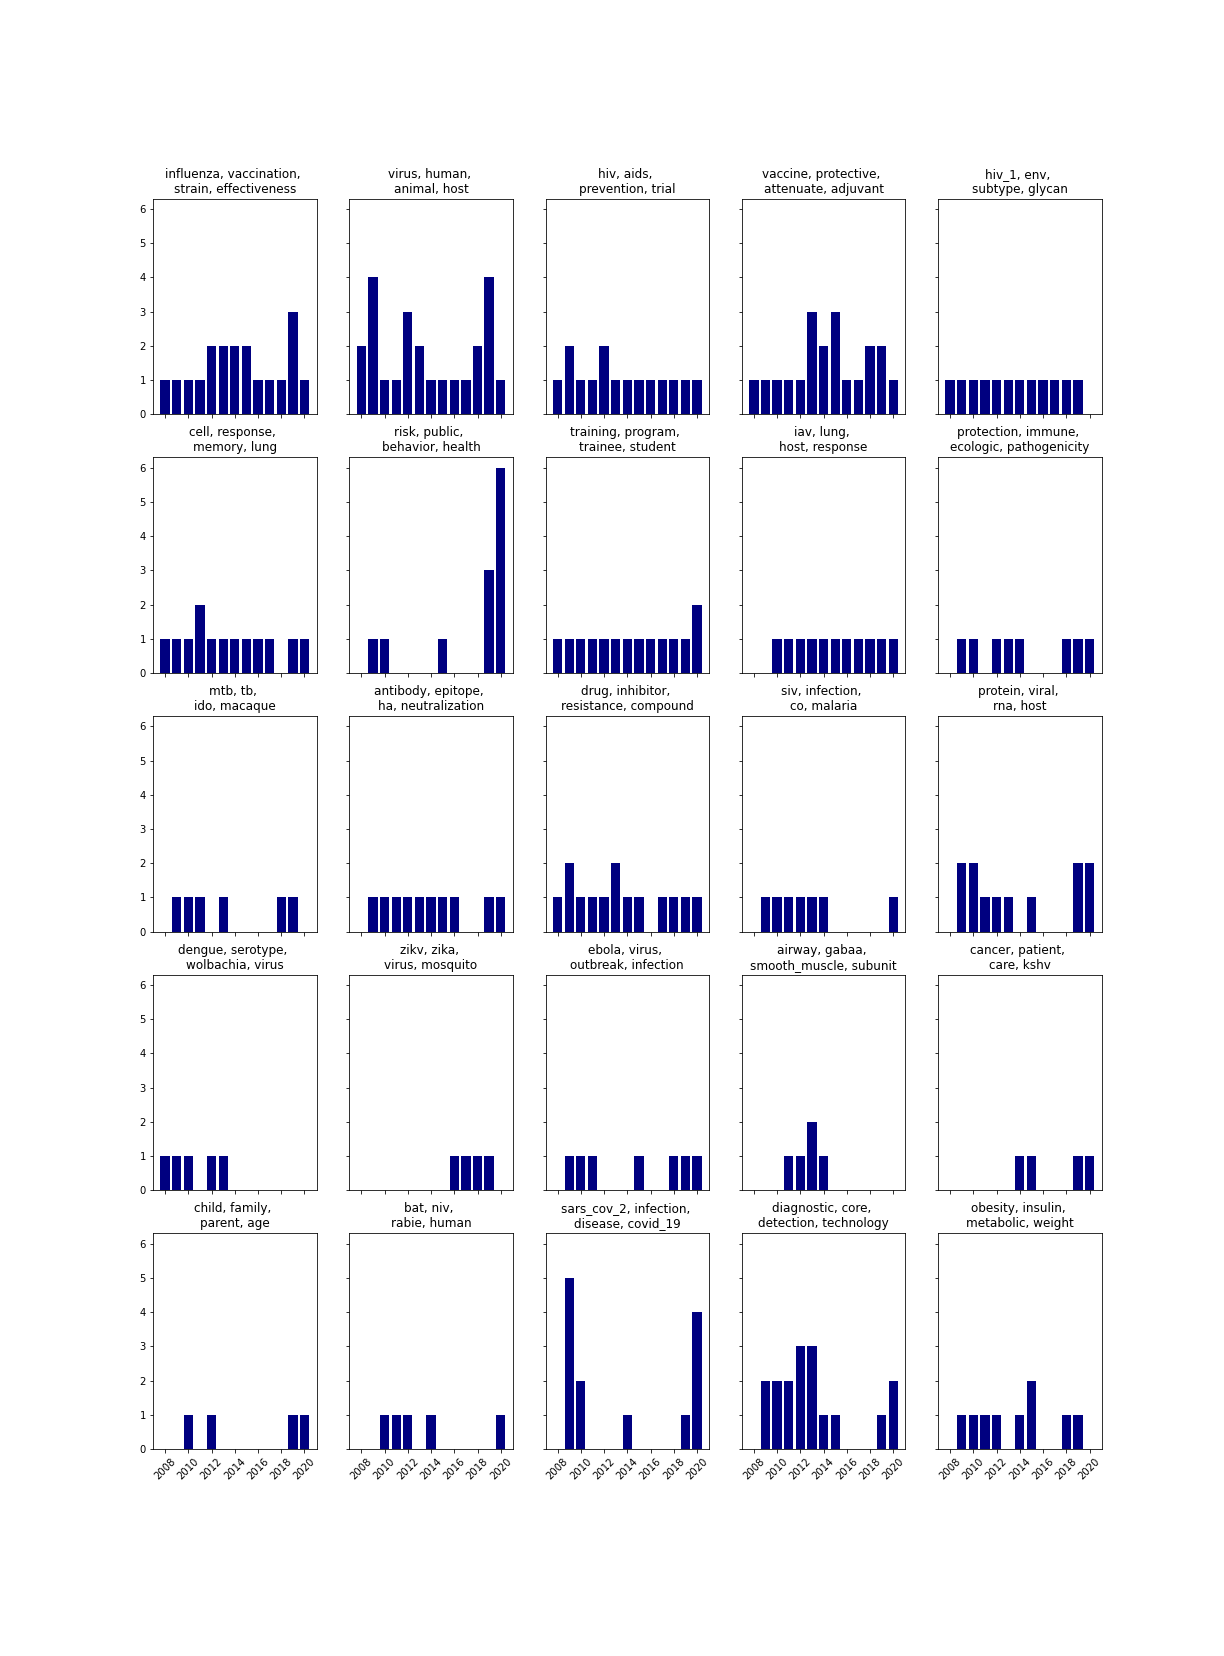 influenza, vaccination,
strain, effectiveness
virus, human,
animal, host
hiv, aids,
prevention, trial
vaccine, protective,
attenuate, adjuvant
hiv_1, env,
subtype, glycan
6
5
4
3
2
1
0
cell, response,
memory, lung
risk, public,
behavior, health
training, program,
trainee, student
iav, lung,
host, response
protection, immune,
ecologic, pathogenicity
6
5
4
3
2
1
0
mtb, tb,
ido, macaque
antibody, epitope,
ha, neutralization
drug, inhibitor,
resistance, compound
siv, infection,
co, malaria
protein, viral,
rna, host
6
5
4
3
2
1
0
dengue, serotype,
wolbachia, virus
zikv, zika,
virus, mosquito
ebola, virus,
outbreak, infection
airway, gabaa,
smooth_muscle, subunit
cancer, patient,
care, kshv
6
5
4
3
2
1
0
child, family,
parent, age
bat, niv,
rabie, human
sars_cov_2, infection,
disease, covid_19
diagnostic, core,
detection, technology
obesity, insulin,
metabolic, weight
6
5
4
3
2
1
0
2008 2010 2012 2014 2016 2018 2020
2008 2010 2012 2014 2016 2018 2020
2008 2010 2012 2014 2016 2018 2020
2008 2010 2012 2014 2016 2018 2020
2008 2010 2012 2014 2016 2018 2020